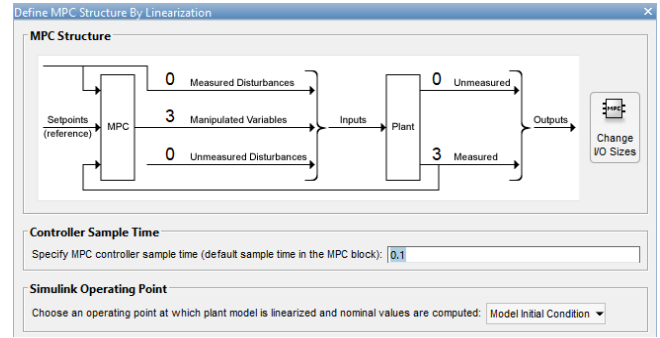 Define MPC Structure By Linearization
MPC Structure
0 Measured Disturbances
0 Unmeasured
Setpoints
(reference)
MPC
3 Manipulated Variables
Inputs
Plant
Outputs
0 Unmeasured Disturbances
3 Measured
MPC
Change
I/O Sizes
Controller Sample Time
Specify MPC controller sample time (default sample time in the MPC block): 0.1
Simulink Operating Point
Choose an operating point at which plant model is linearized and nominal values are computed: Model Initial Condition